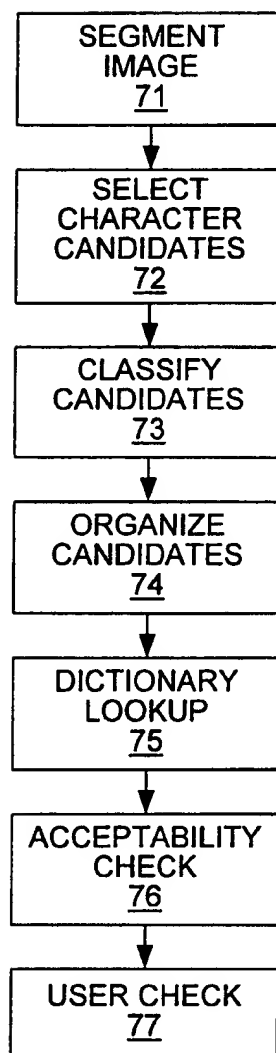 SEGMENT
IMAGE
71
SELECT
CHARACTER
CANDIDATES
72
CLASSIFY
CANDIDATES
73
ORGANIZE
CANDIDATES
74
DICTIONARY
LOOKUP
75
ACCEPTABILITY
CHECK
76
USER CHECK
77